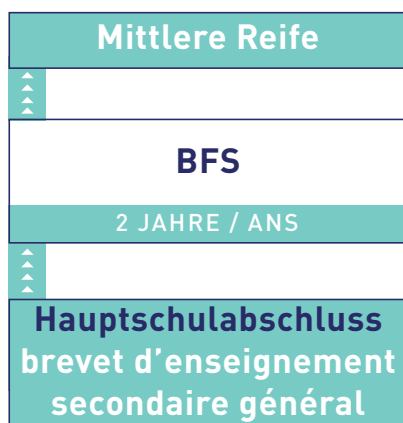 Mittlere Reife
BFS
2 JAHRE / ANS
Hauptschulabschluss
brevet d'enseignement
secondaire général